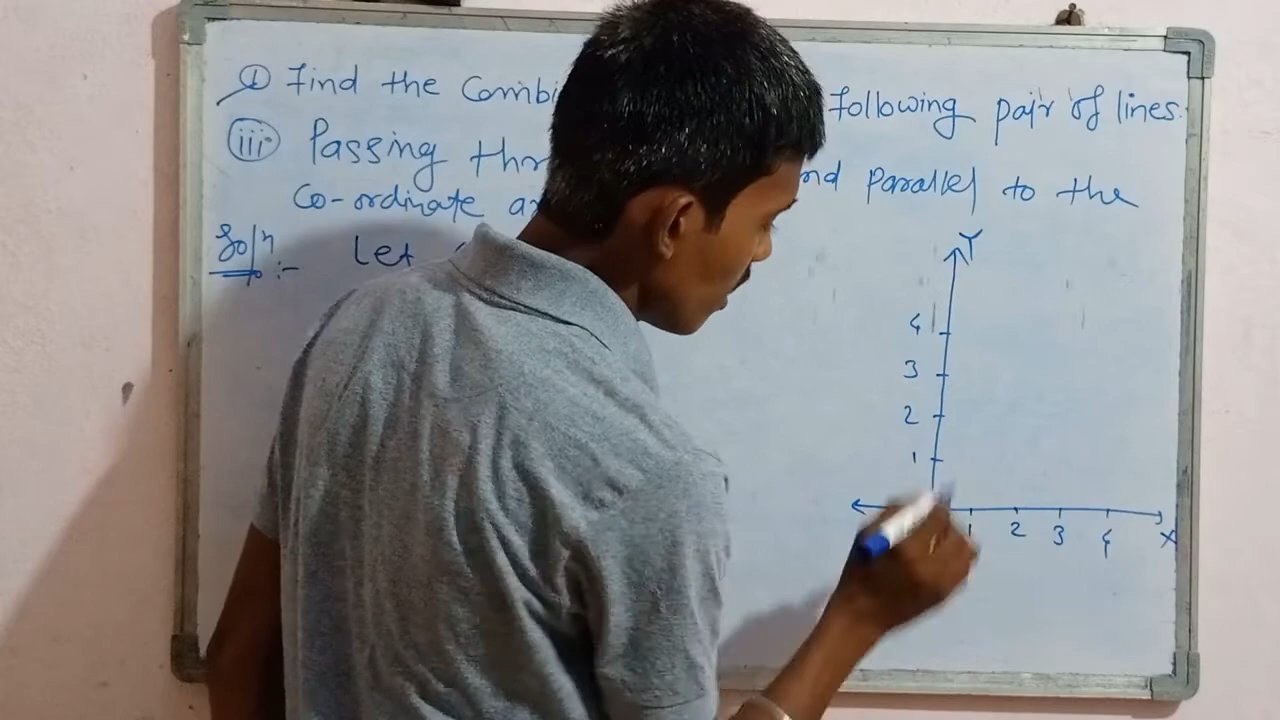 ① Find the Combi Following pair of lines.
(iii) Passing thr nd parallel to the
Co-ordinate a
Soln:- Let
Y
4
3
2
1
1 2 3 4 X